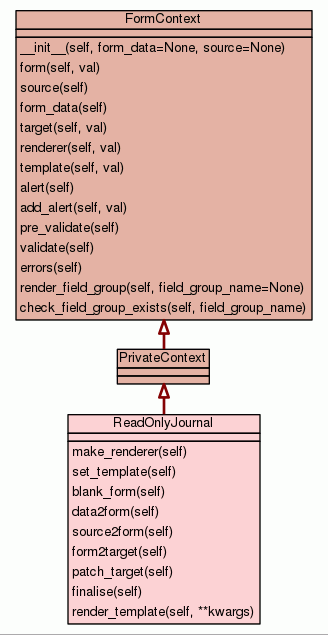 FormContext
__init__(self, form_data=None, source=None)
form(self, val)
source(self)
form_data(self)
target(self, val)
renderer(self, val)
template(self, val)
alert(self)
add_alert(self, val)
pre_validate(self)
validate(self)
errors(self)
render_field_group(self, field_group_name=None)
check_field_group_exists(self, field_group_name)
PrivateContext
ReadOnlyJournal
make_renderer(self)
set_template(self)
blank_form(self)
data2form(self)
source2form(self)
form2target(self)
patch_target(self)
finalise(self)
render_template(self, **kwargs)